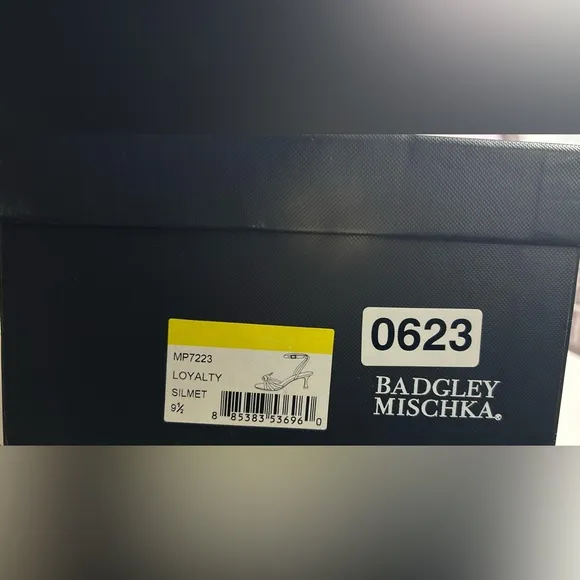 MP7223
LOYALTY
SILMET
9½
8 85383 53696 0
0623
BADGLEY
MISCHKA®